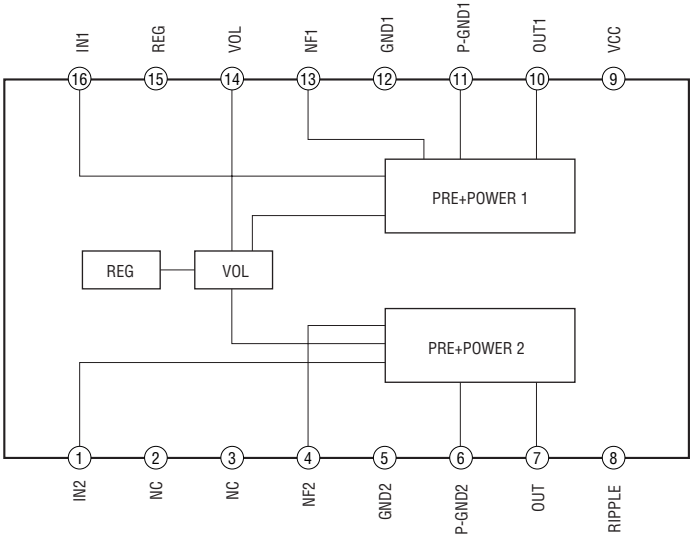 IN1
REG
VOL
NF1
GND1
P-GND1
OUT1
VCC
16
15
14
13
12
11
10
9
PRE+POWER 1
REG
VOL
PRE+POWER 2
1
2
3
4
5
6
7
8
IN2
NC
NC
NF2
GND2
P-GND2
OUT
RIPPLE